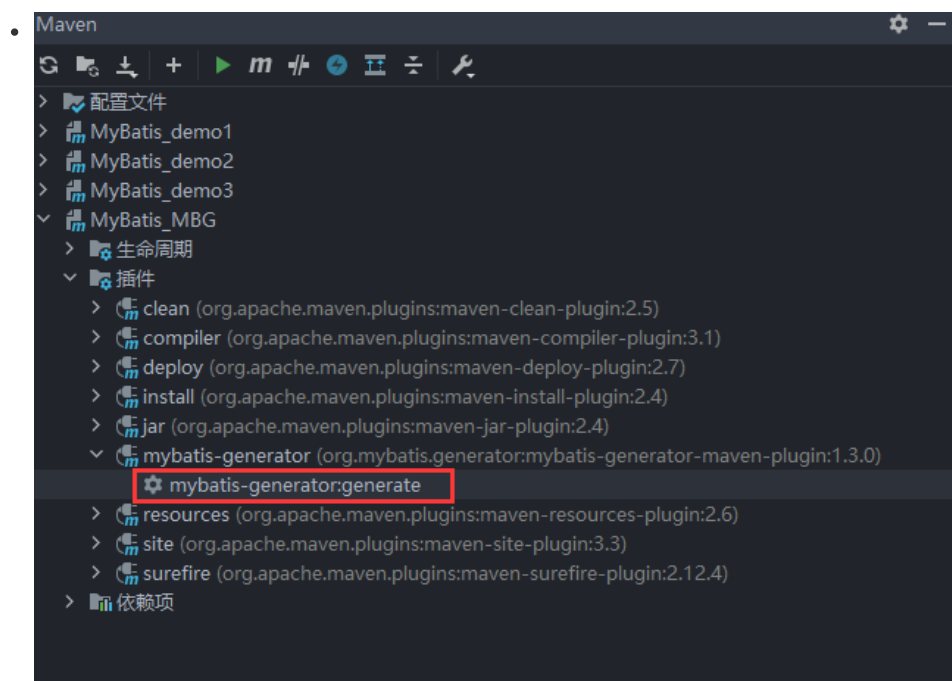 Maven
配置文件
MyBatis_demo1
MyBatis_demo2
MyBatis_demo3
MyBatis_MBG
生命周期
插件
clean (org.apache.maven.plugins:maven-clean-plugin:2.5)
compiler (org.apache.maven.plugins:maven-compiler-plugin:3.1)
deploy (org.apache.maven.plugins:maven-deploy-plugin:2.7)
install (org.apache.maven.plugins:maven-install-plugin:2.4)
jar (org.apache.maven.plugins:maven-jar-plugin:2.4)
mybatis-generator (org.mybatis.generator:mybatis-generator-maven-plugin:1.3.0)
mybatis-generator:generate
resources (org.apache.maven.plugins:maven-resources-plugin:2.6)
site (org.apache.maven.plugins:maven-site-plugin:3.3)
surefire (org.apache.maven.plugins:maven-surefire-plugin:2.12.4)
依赖项